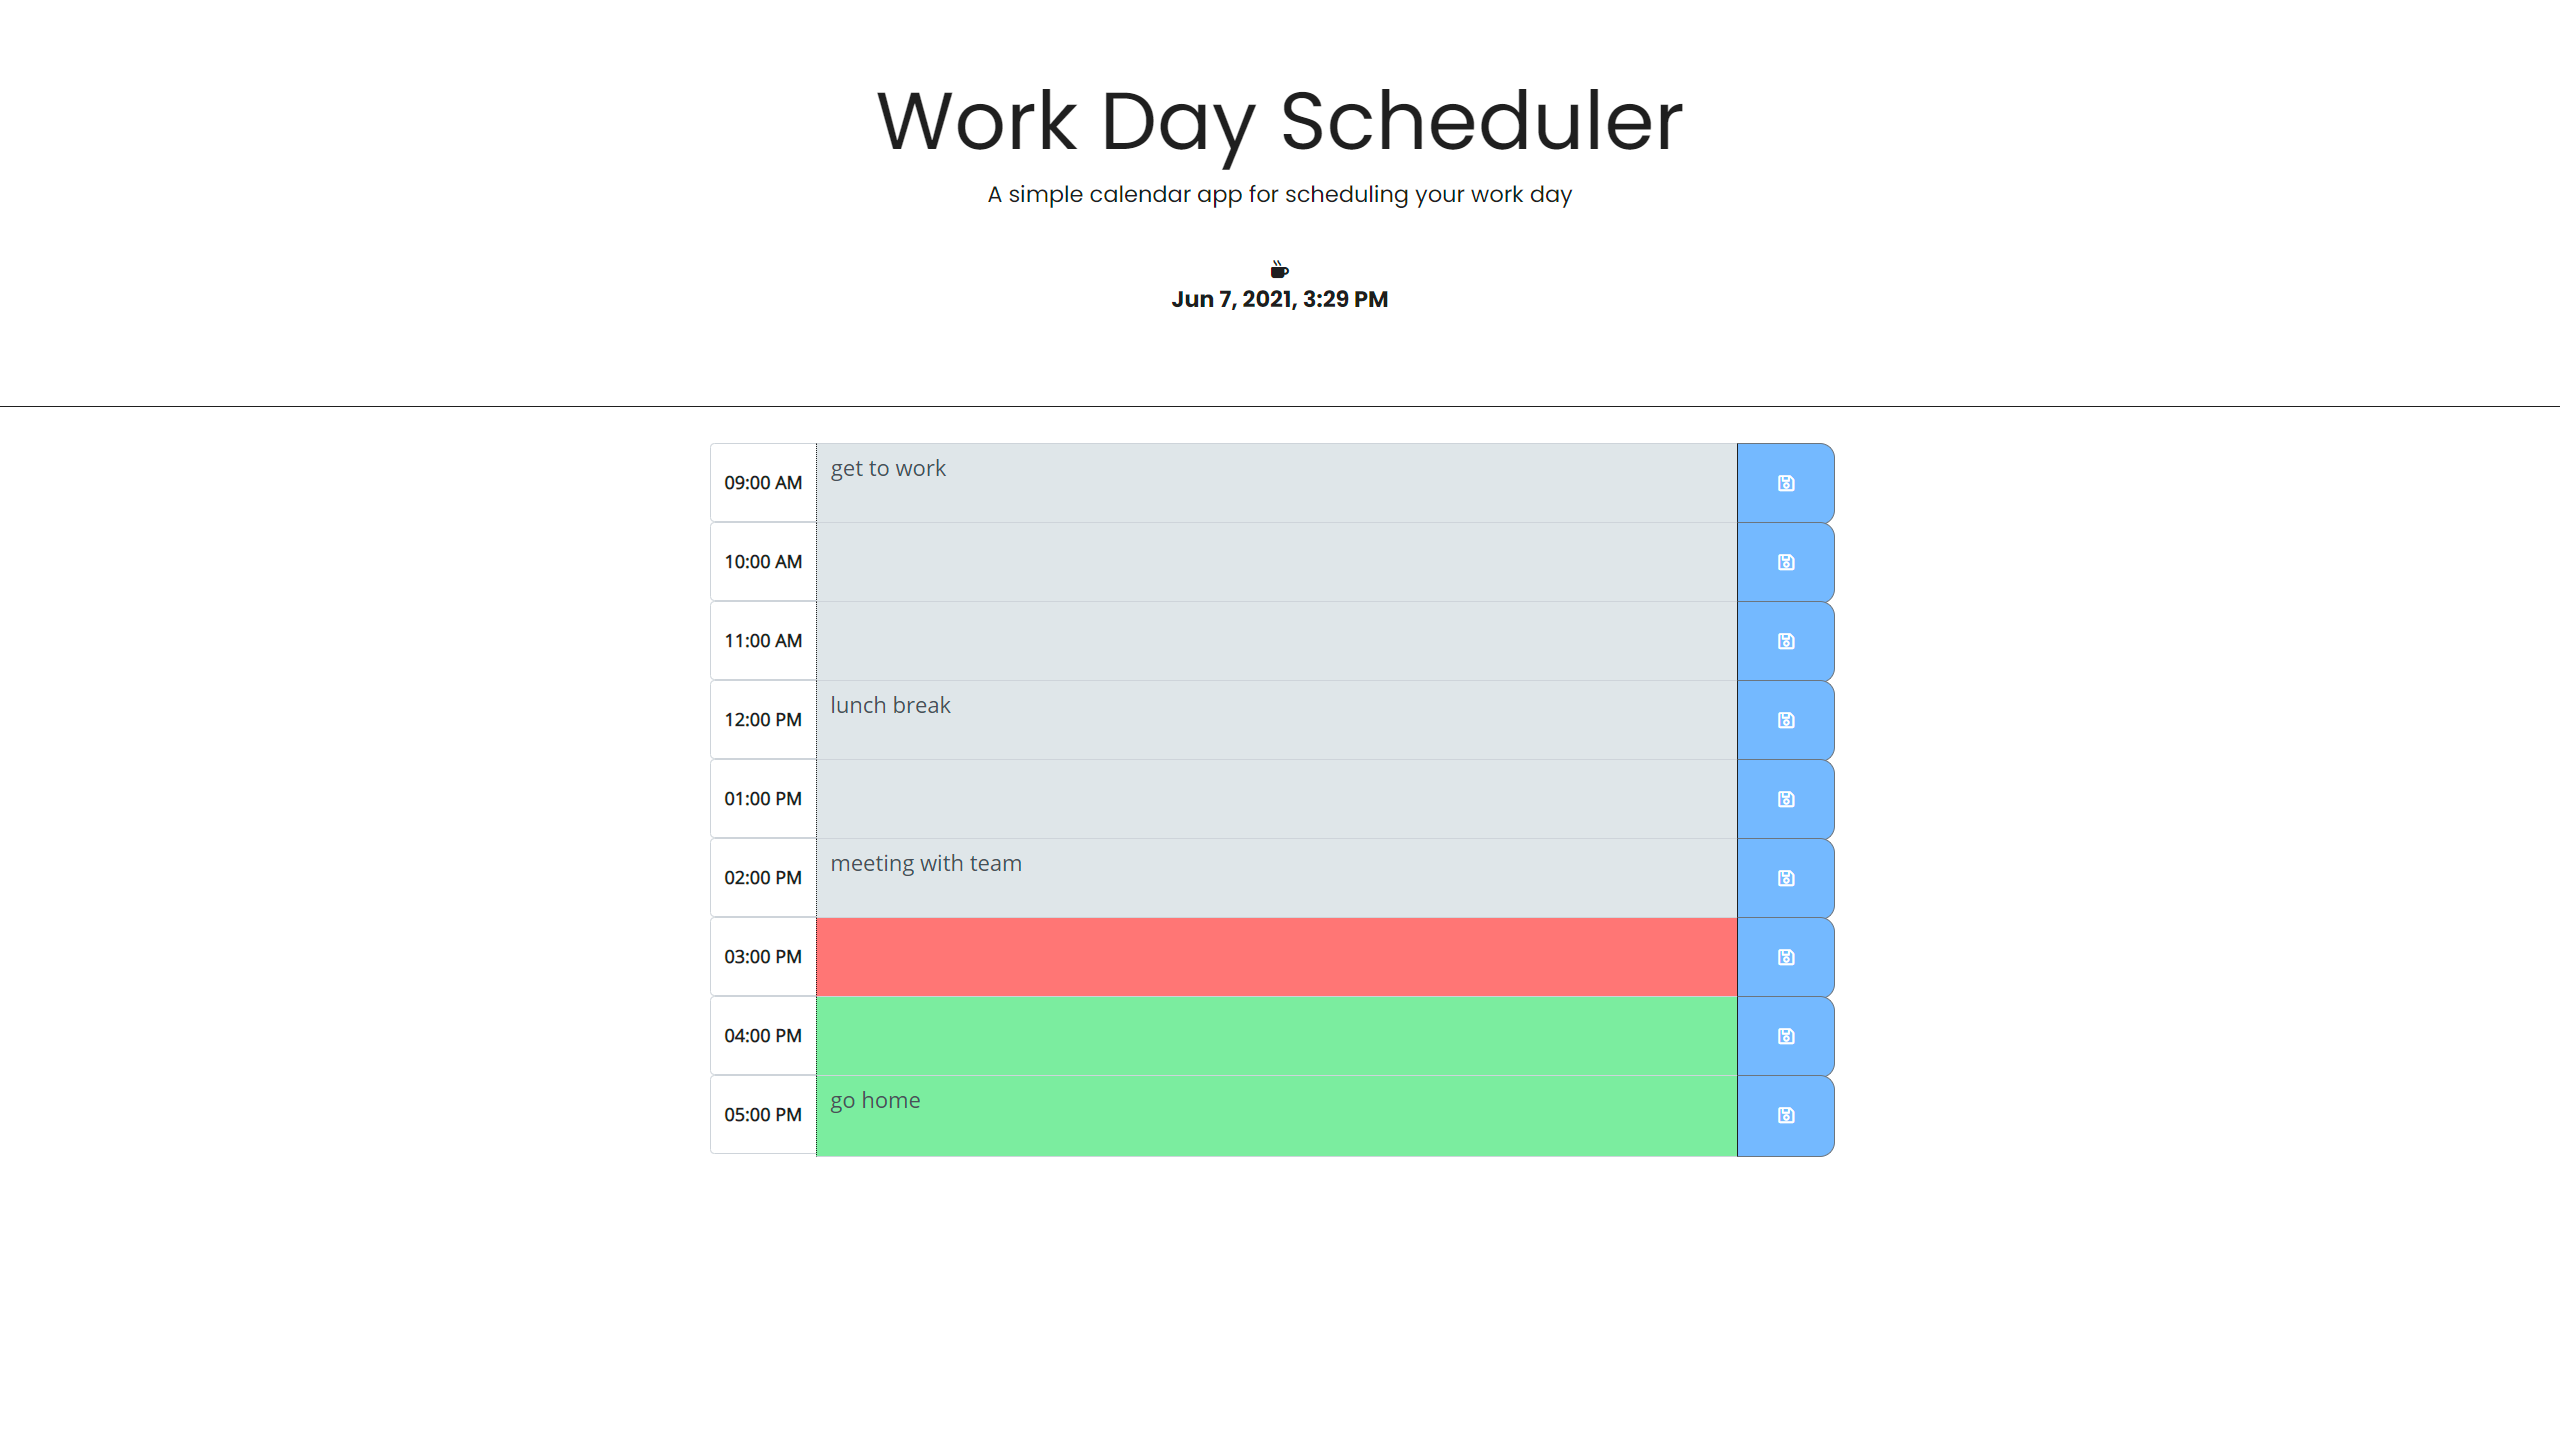 Work Day Scheduler
A simple calendar app for scheduling your work day
Jun 7, 2021, 3:29 PM
09:00 AM get to work
10:00 AM
11:00 AM
12:00 PM lunch break
01:00 PM
02:00 PM meeting with team
03:00 PM
04:00 PM
05:00 PM go home